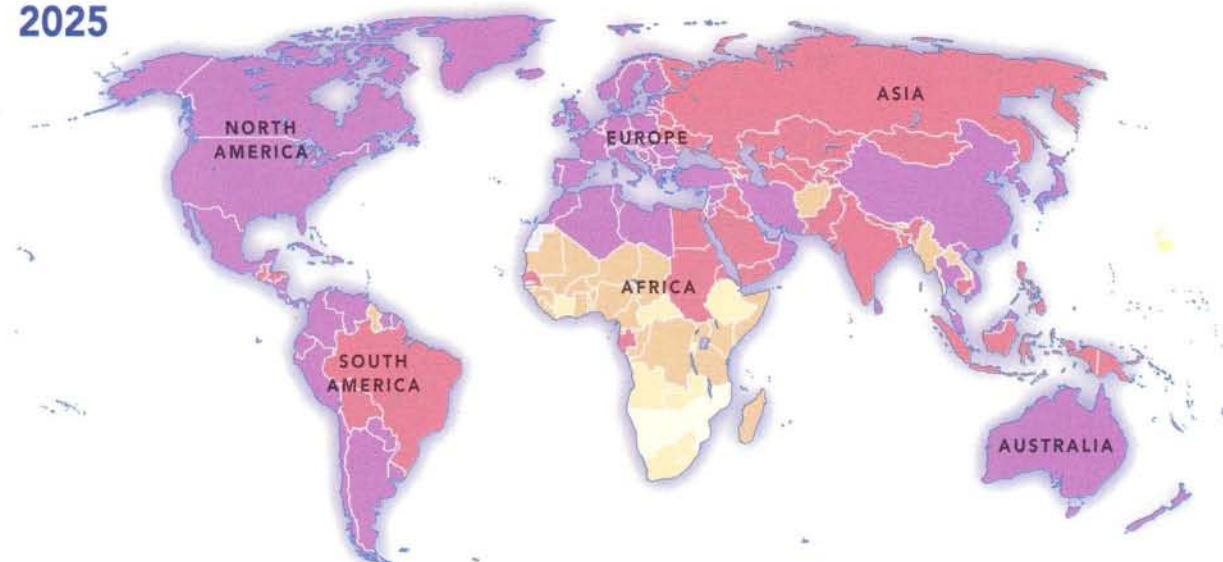 2025
ASIA
NORTH
AMERICA
EUROPE
AFRICA
SOUTH
AMERICA
AUSTRALIA